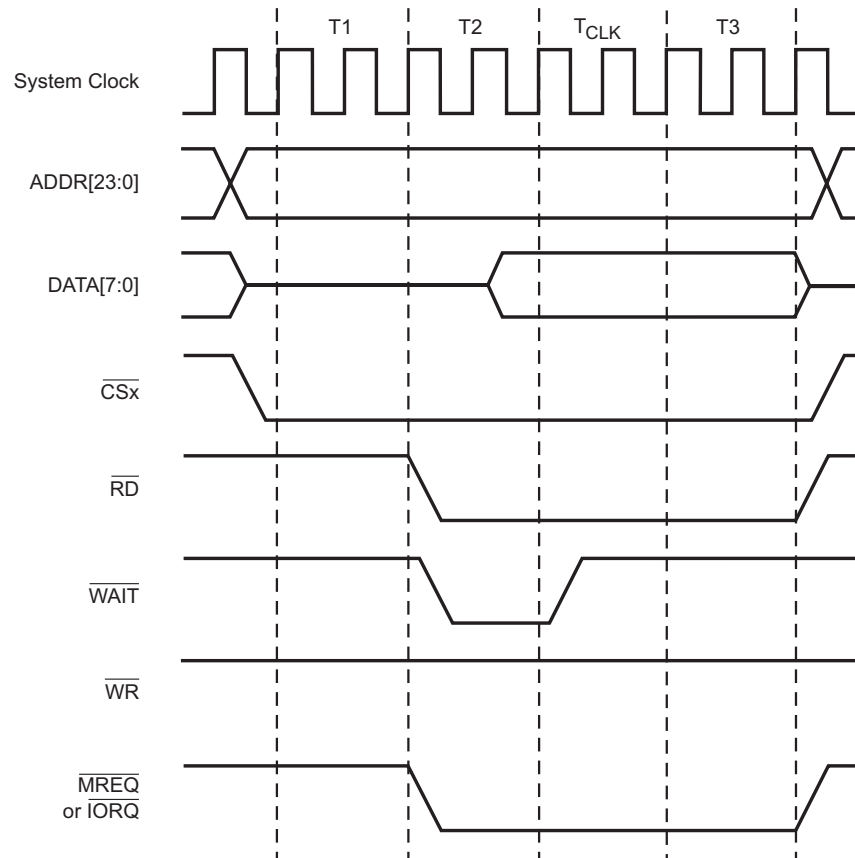 T1 T2 TCLK T3
System Clock
ADDR[23:0]
DATA[7:0]
CSx
RD
WAIT
WR
MREQ
or IORQ